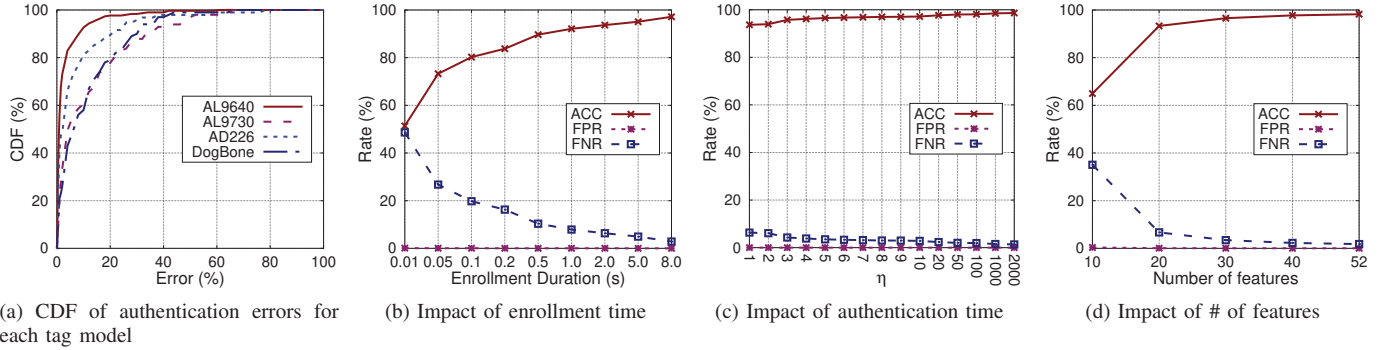 100
80
60
40
20
0
CDF (%)
AL9640
AL9730
AD226
DogBone
0 20 40 60 80 100
Error (%)
(a) CDF of authentication errors for
each tag model
100
80
60
40
20
0
Rate (%)
ACC
FPR
FNR
0.01 0.05 0.1 0.2 0.5 1.0 2.0 5.0 8.0
Enrollment Duration (s)
(b) Impact of enrollment time
100
80
60
40
20
0
Rate (%)
ACC
FPR
FNR
1 2 3 4 5 6 7 8 9 10 20 50 100 1000 2000
η
(c) Impact of authentication time
100
80
60
40
20
0
Rate (%)
ACC
FPR
FNR
10 20 30 40 52
Number of features
(d) Impact of # of features